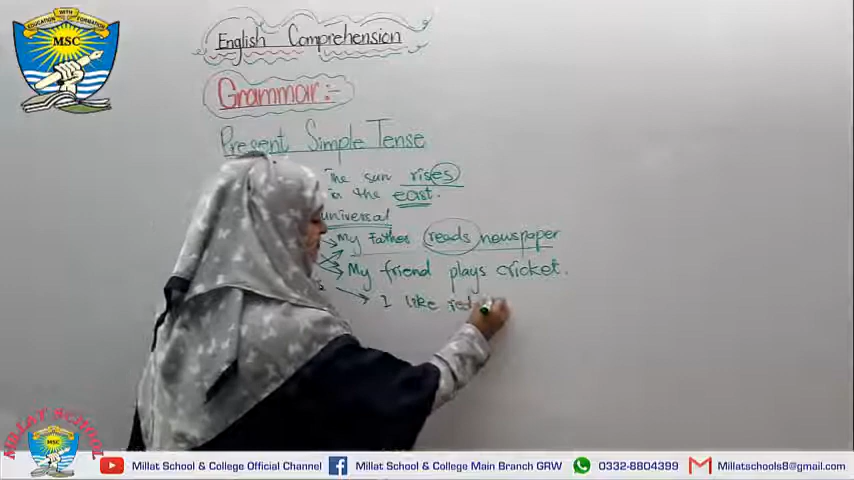 EDUCATION WITH FORMATION
MSC
English Comprehension
Grammar:-
Present Simple Tense
The sun rises
in the east.
universal
My Father reads newspaper
My friend plays cricket.
I like red
MILLAT SCHOOL
MSC
Millat School & College Official Channel
Millat School & College Main Branch GRW
0332-8804399
Millatschools8@gmail.com